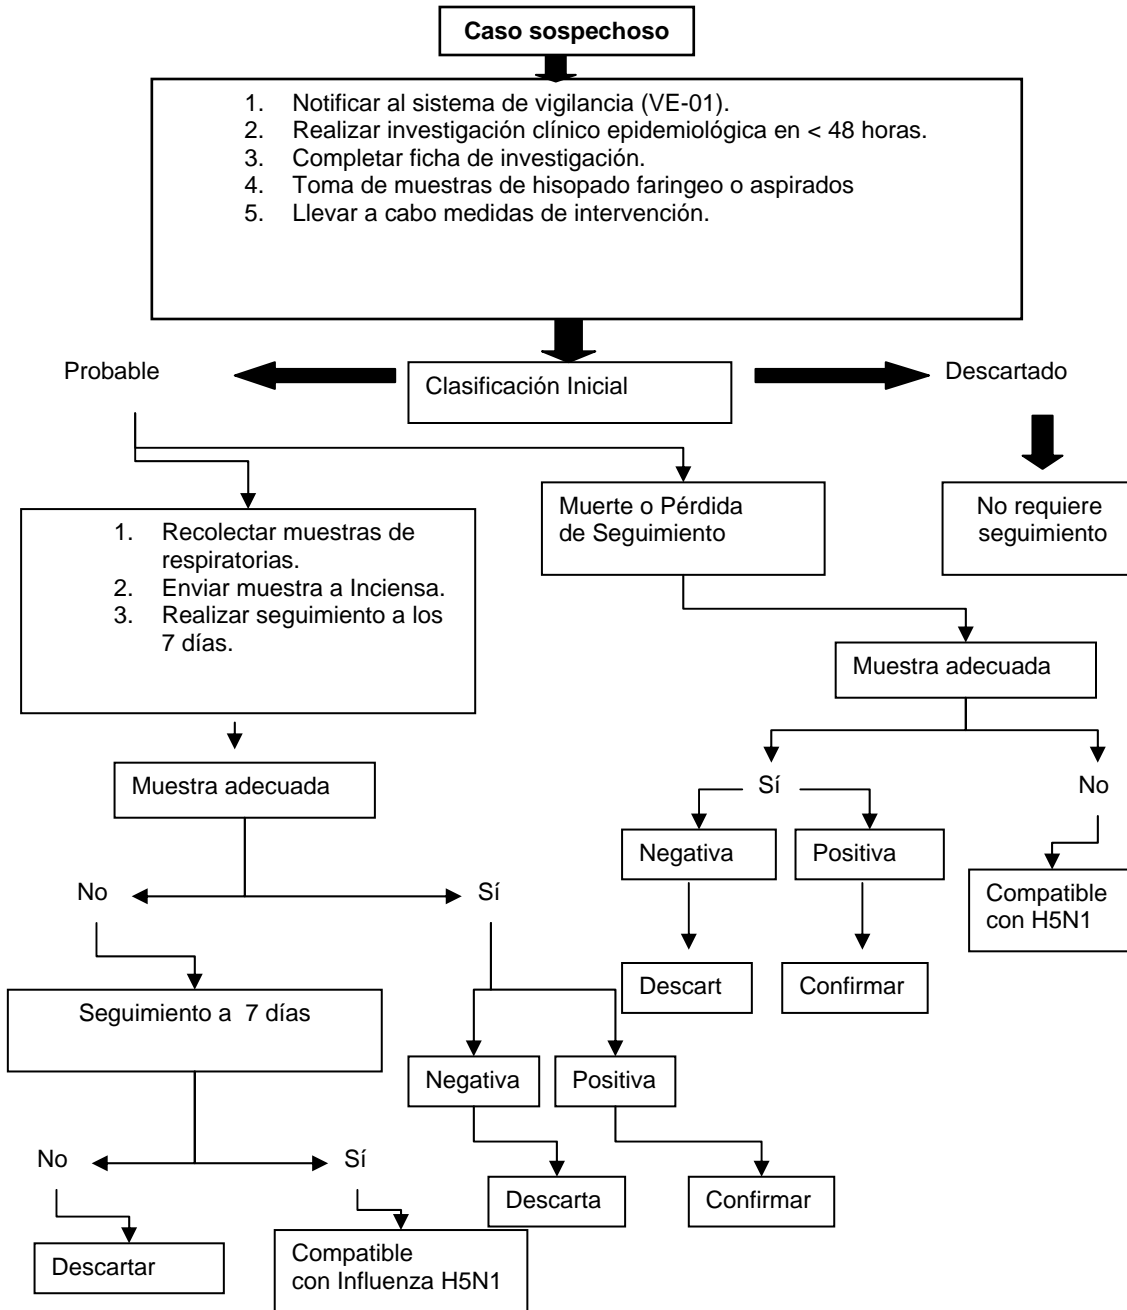 Caso sospechoso
1. Notificar al sistema de vigilancia (VE-01).
2. Realizar investigación clínico epidemiológica en < 48 horas.
3. Completar ficha de investigación.
4. Toma de muestras de hisopado faringeo o aspirados
5. Llevar a cabo medidas de intervención.
Probable
Clasificación Inicial
Descartado
1. Recolectar muestras de
respiratorias.
2. Enviar muestra a Inciensa.
3. Realizar seguimiento a los
7 días.
Muerte o Pérdida
de Seguimiento
No requiere
seguimiento
Muestra adecuada
Muestra adecuada
Sí
No
Negativa
Positiva
Compatible
con H5N1
No
Sí
Descart
Confirmar
Seguimiento a 7 días
Negativa
Positiva
No
Sí
Descarta
Confirmar
Descartar
Compatible
con Influenza H5N1